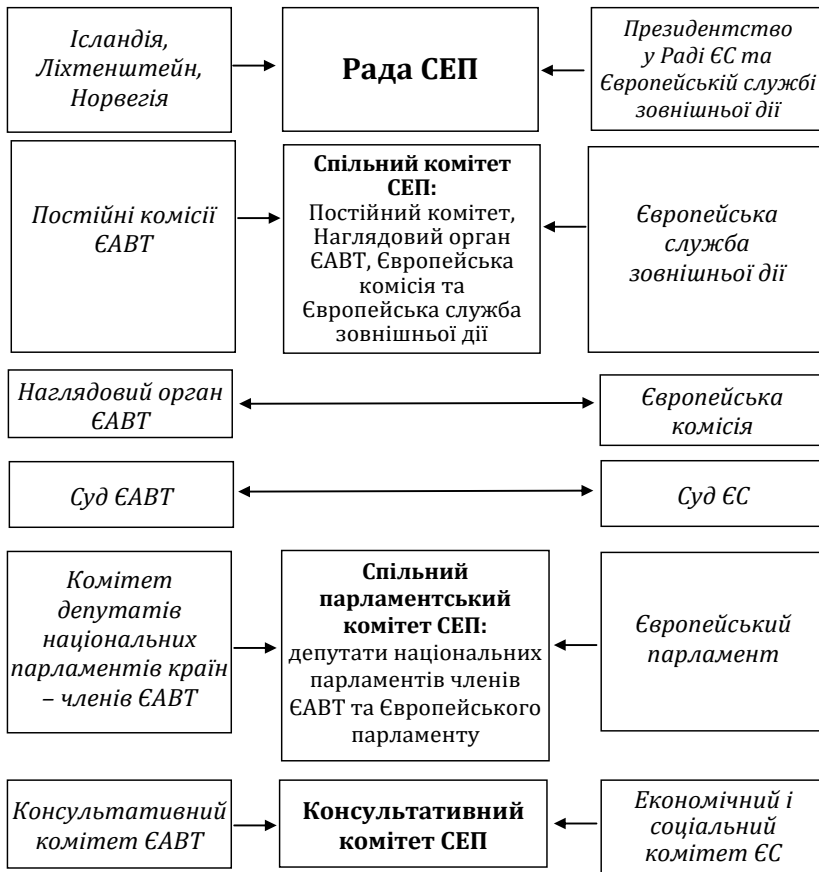 Ісландія,
Ліхтенштейн,
Норвегія
Рада СЕП
Президентство
у Раді ЄС та
Європейській службі
зовнішньої дії
Постійні комісії
ЄАВТ
Спільний комітет
СЕП:
Постійний комітет,
Наглядовий орган
ЄАВТ, Європейська
комісія та
Європейська служба
зовнішньої дії
Європейська
служба
зовнішньої дії
Наглядовий орган
ЄАВТ
Європейська
комісія
Суд ЄАВТ
Суд ЄС
Комітет
депутатів
національних
парламентів країн
– членів ЄАВТ
Спільний
парламентський
комітет СЕП:
депутати національних
парламентів членів
ЄАВТ та Європейського
парламенту
Європейський
парламент
Консультативний
комітет ЄАВТ
Консультативний
комітет СЕП
Економічний і
соціальний
комітет ЄС